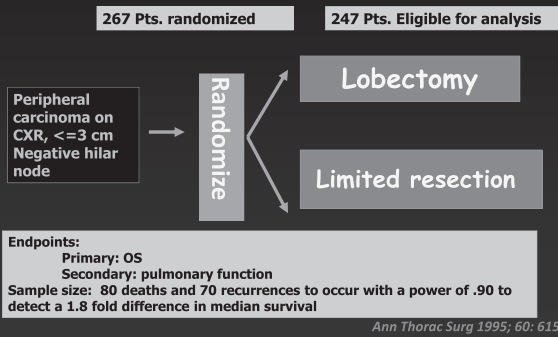 267 Pts. randomized
247 Pts. Eligible for analysis
Peripheral
carcinoma on
CXR, <=3 cm
Negative hilar
node
Randomize
Lobectomy
Limited resection
Endpoints:
Primary: OS
Secondary: pulmonary function
Sample size: 80 deaths and 70 recurrences to occur with a power of .90 to
detect a 1.8 fold difference in median survival
Ann Thorac Surg 1995; 60: 615